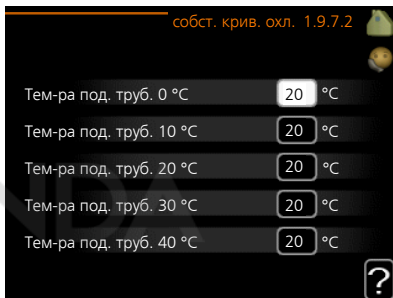 собст. крив. охл. 1.9.7.2
Тем-ра под. труб. 0 °C 20 °C
Тем-ра под. труб. 10 °C 20 °C
Тем-ра под. труб. 20 °C 20 °C
Тем-ра под. труб. 30 °C 20 °C
Тем-ра под. труб. 40 °C 20 °C
?